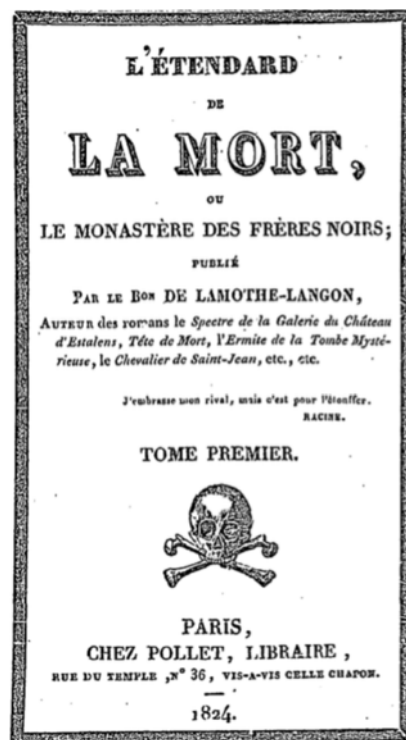 L'ÉTENDARD
DE
LA MORT,
OU
LE MONASTÈRE DES FRÈRES NOIRS;
PUBLIÉ
PAR LE BON DE LAMOTHE-LANGON,
AUTEUR des romans le Spectre de la Galerie du Château
d'Estalens, Tête de Mort, l'Ermite de la Tombe Mysté-
rieuse, le Chevalier de Saint-Jean, etc., etc.
J'embrasse mon rival, mais c'est pour l'étouffer.
RACINE.
TOME PREMIER.
PARIS,
CHEZ POLLET, LIBRAIRE,
RUE DU TEMPLE, N° 36, VIS-A-VIS CELLE CHAPON.
1824.